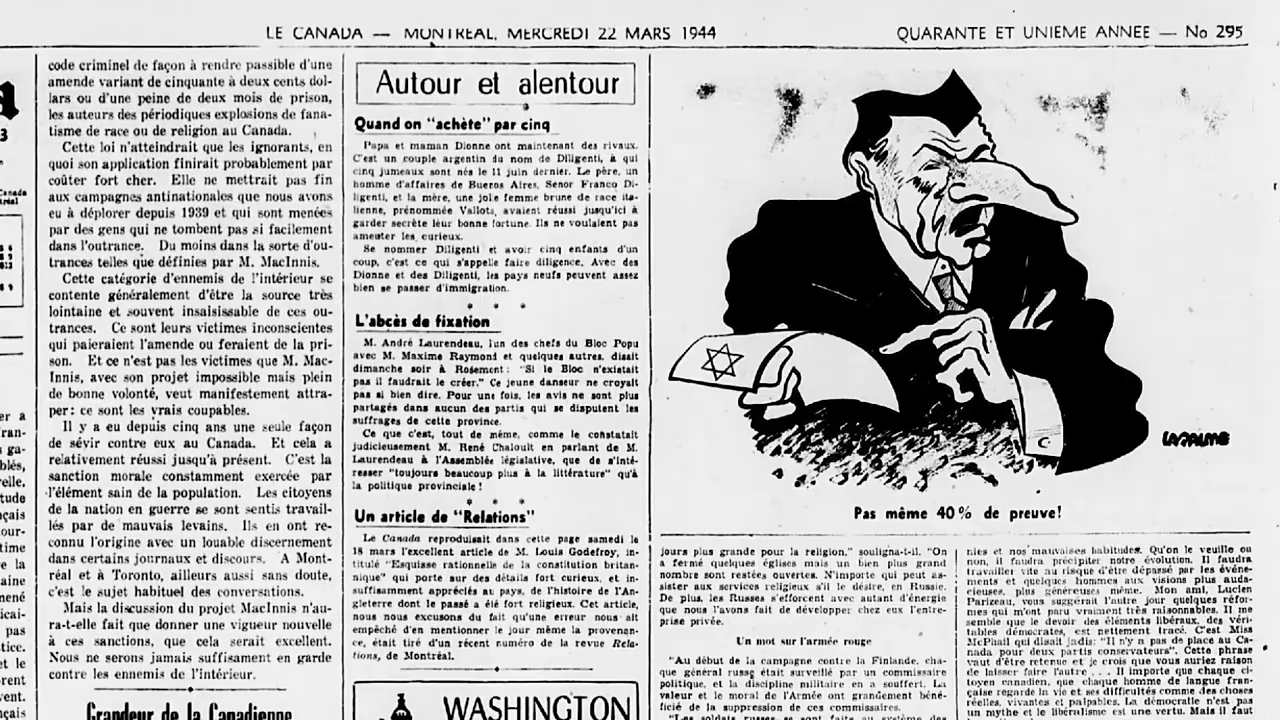 LE CANADA — MONTREAL, MERCREDI 22 MARS 1944
QUARANTE ET UNIEME ANNEE — No 295
code criminel de façon à rendre passible d'une
amende variant de cinquante à deux cents dol-
lars ou d'une peine de deux mois de prison,
les auteurs des périodiques explosions de fana-
tisme de race ou de religion au Canada.
Cette loi n'atteindrait que les ignorants, en
quoi son application finirait probablement par
coûter fort cher. Elle ne mettrait pas fin
aux campagnes antinationales que nous avons
eu à déplorer depuis 1939 et qui sont menées
par des gens qui ne tombent pas si facilement
dans l'outrance. Du moins dans la sorte d'ou-
trances telles que définies par M. MacInnis.
Cette catégorie d'ennemis de l'intérieur se
contente généralement d'être la source très
lointaine et souvent insaisissable de ces ou-
trances. Ce sont leurs victimes inconscientes
qui paieraient l'amende ou feraient de la pri-
son. Et ce n'est pas les victimes que M. Mac-
Innis, avec son projet impossible mais plein
de bonne volonté, veut manifestement attra-
per: ce sont les vrais coupables.
Il y a eu depuis cinq ans une seule façon
de sévir contre eux au Canada. Et cela a
relativement réussi jusqu'à présent. C'est la
sanction morale constamment exercée par
l'élément sain de la population. Les citoyens
de la nation en guerre se sont sentis travail-
lés par de mauvais levains. Ils en ont re-
connu l'origine avec un louable discernement
dans certains journaux et discours. A Mont-
réal et à Toronto, ailleurs aussi sans doute,
c'est le sujet habituel des conversations.
Mais la discussion du projet MacInnis n'au-
ra-t-elle fait que donner une vigueur nouvelle
à ces sanctions, que cela serait excellent.
Nous ne serons jamais suffisament en garde
contre les ennemis de l'intérieur.
Grandeur de la Canadienne
Autour et alentour
Quand on "achète" par cinq
Papa et maman Dionne ont maintenant des rivaux.
C'est un couple argentin du nom de Diligenti, à qui
cinq jumeaux sont nés le 11 juin dernier. Le père, un
homme d'affaires de Buenos Aires, Senor Franco Di-
ligenti, et la mère, une jolie femme brune de race ita-
lienne, prénommée Vallota, avaient réussi jusqu'ici à
garder secrète leur bonne fortune. Ils ne voulaient pas
ameuter les curieux.
Se nommer Diligenti et avoir cinq enfants d'un
coup, c'est ce qui s'appelle faire diligence. Avec des
Dionne et des Diligenti, les pays neufs peuvent assez
bien se passer d'immigration.
* * *
L'abcès de fixation
M. André Laurendeau, l'un des chefs du Bloc Popu
avec M. Maxime Raymond et quelques autres, disait
dimanche soir à Rosemont: "Si le Bloc n'existait
pas il faudrait le créer." Ce jeune danseur ne croyait
pas si bien dire. Pour une fois, les avis ne sont plus
partagés dans aucun des partis qui se disputent les
suffrages de cette province.
Ce que c'est, tout de même, comme le constatait
judicieusement M. René Chaloult en parlant de M.
Laurendeau à l'Assemblée législative, que de s'inté-
resser "toujours beaucoup plus à la littérature" qu'à
la politique provinciale!
* * *
Un article de "Relations"
Le Canada reproduisait dans cette page samedi le
18 mars l'excellent article de M. Louis Godefroy, in-
titulé "Esquisse rationnelle de la constitution britan-
nique" qui porte sur des détails fort curieux, et in-
suffisamment appréciés au pays, de l'histoire de l'An-
gleterre dont le passé a été fort religieux. Cet article,
nous nous excusons du fait qu'une erreur nous ait
empêché d'en mentionner le jour même la provenan-
ce, était tiré d'un récent numéro de la revue Rela-
tions, de Montréal.
WASHINGTON
LAPALME
Pas même 40% de preuve!
jours plus grande pour la religion," souligna-t-il. "On
a fermé quelques églises mais un bien plus grand
nombre sont restées ouvertes. N'importe qui peut as-
sister aux services religieux s'il le désire, en Russie.
De plus, les Russes s'efforcent avec autant d'énergie
que nous l'avons fait de développer chez eux l'entre-
prise privée.
Un mot sur l'armée rouge
"Au début de la campagne contre la Finlande, cha-
que général russe était surveillé par un commissaire
politique, et la discipline militaire en a souffert. La
valeur et le moral de l'Armée ont grandement béné-
ficié de la suppression de ces commissaires.
"Les soldats russes se sont faits au système des
nies et nos mauvaises habitudes. Qu'on le veuille ou
non, il faudra précipiter notre évolution. Il faudra
travailler vite au risque d'être dépassé par les événe-
ments et quelques hommes aux visions plus auda-
cieuses, plus généreuses même. Mon ami, Lucien
Parizeau, vous suggérait l'autre jour quelques réfor-
mes qui m'ont paru vraiment très raisonnables. Il me
semble que le devoir des éléments libéraux, des véri-
tables démocrates, est nettement tracé. C'est Miss
McPhail qui disait jadis: "Il n'y a pas de place au Ca-
nada pour deux partis conservateurs". Cette phrase
vaut d'être retenue et je crois que vous auriez raison
de laisser faire l'autre ... Il importe que chaque ci-
toyen canadien, que chaque homme de langue fran-
çaise regarde la vie et ses difficultés comme des choses
réelles, vivantes et palpables. La démocratie n'est pas
un mythe et le libéralisme est une vertu. Mais il faut